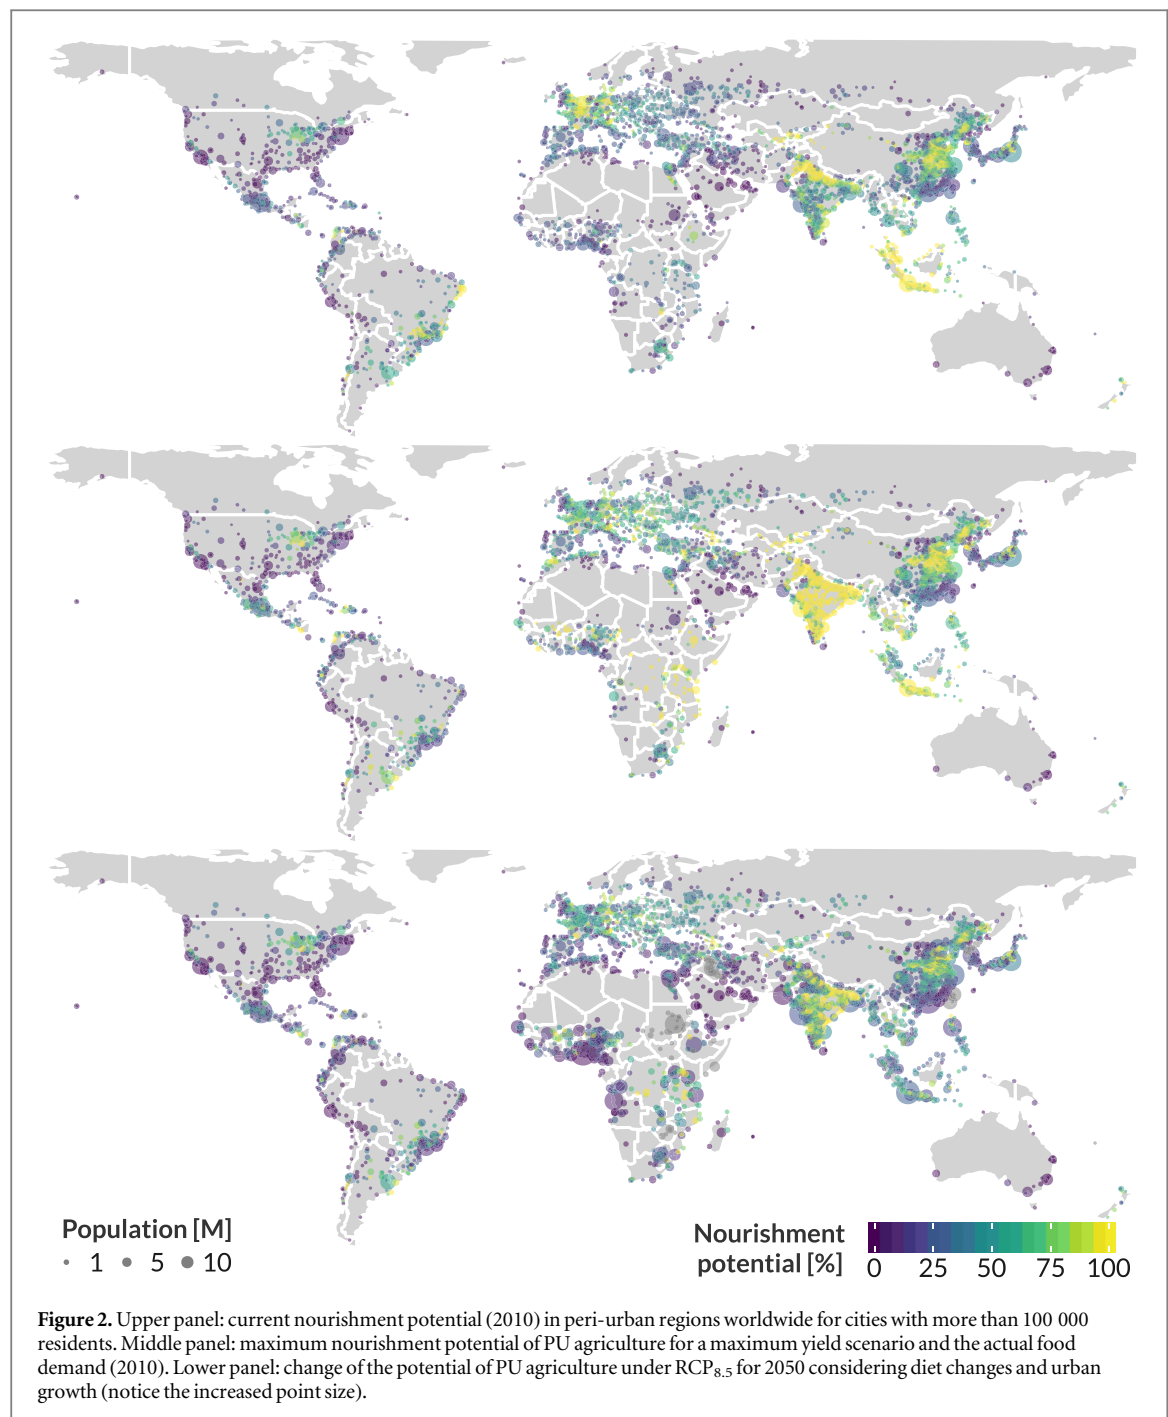 Population [M]
1 5 10
Nourishment
potential [%]
0 25 50 75 100
Figure 2. Upper panel: current nourishment potential (2010) in peri-urban regions worldwide for cities with more than 100 000
residents. Middle panel: maximum nourishment potential of PU agriculture for a maximum yield scenario and the actual food
demand (2010). Lower panel: change of the potential of PU agriculture under RCP8.5 for 2050 considering diet changes and urban
growth (notice the increased point size).